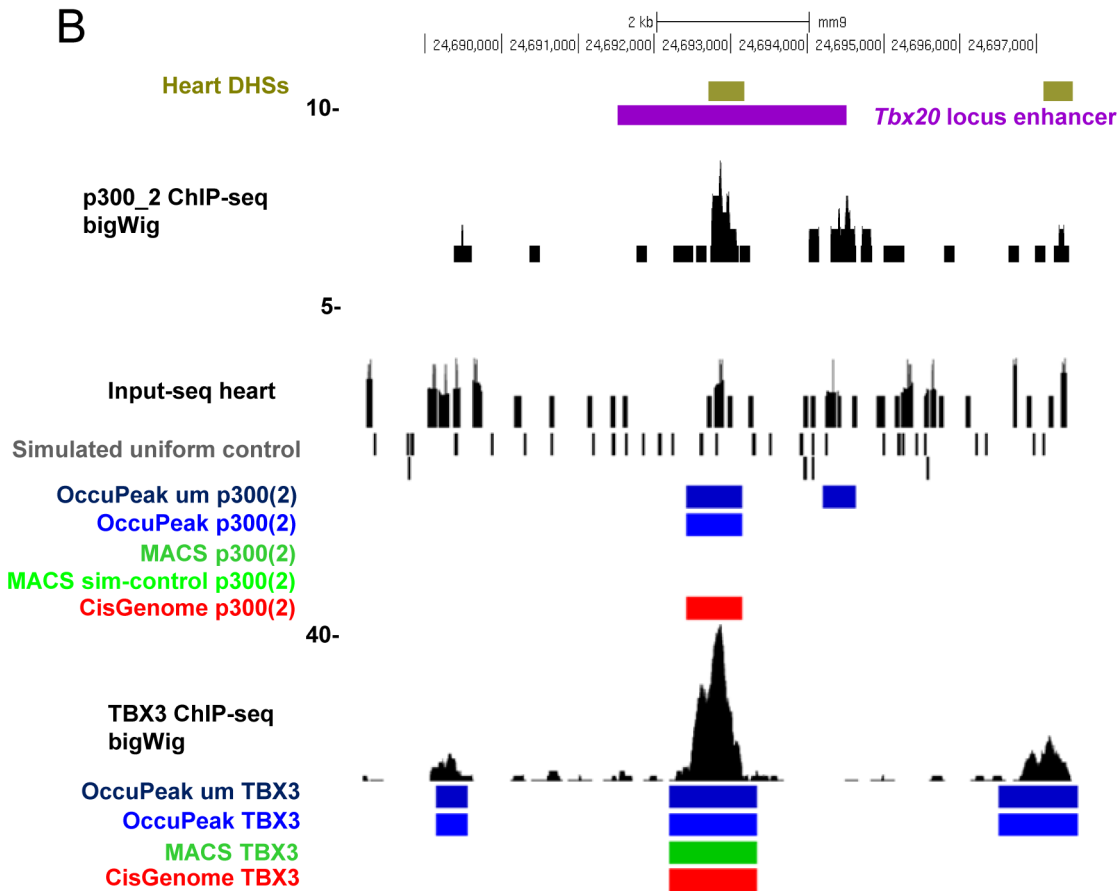 B
2 kb mm9
24,690,000 24,691,000 24,692,000 24,693,000 24,694,000 24,695,000 24,696,000 24,697,000
Heart DHSs
10-
Tbx20 locus enhancer
p300_2 ChIP-seq
bigWig
5-
Input-seq heart
Simulated uniform control
OccuPeak um p300(2)
OccuPeak p300(2)
MACS p300(2)
MACS sim-control p300(2)
CisGenome p300(2)
40-
TBX3 ChIP-seq
bigWig
OccuPeak um TBX3
OccuPeak TBX3
MACS TBX3
CisGenome TBX3